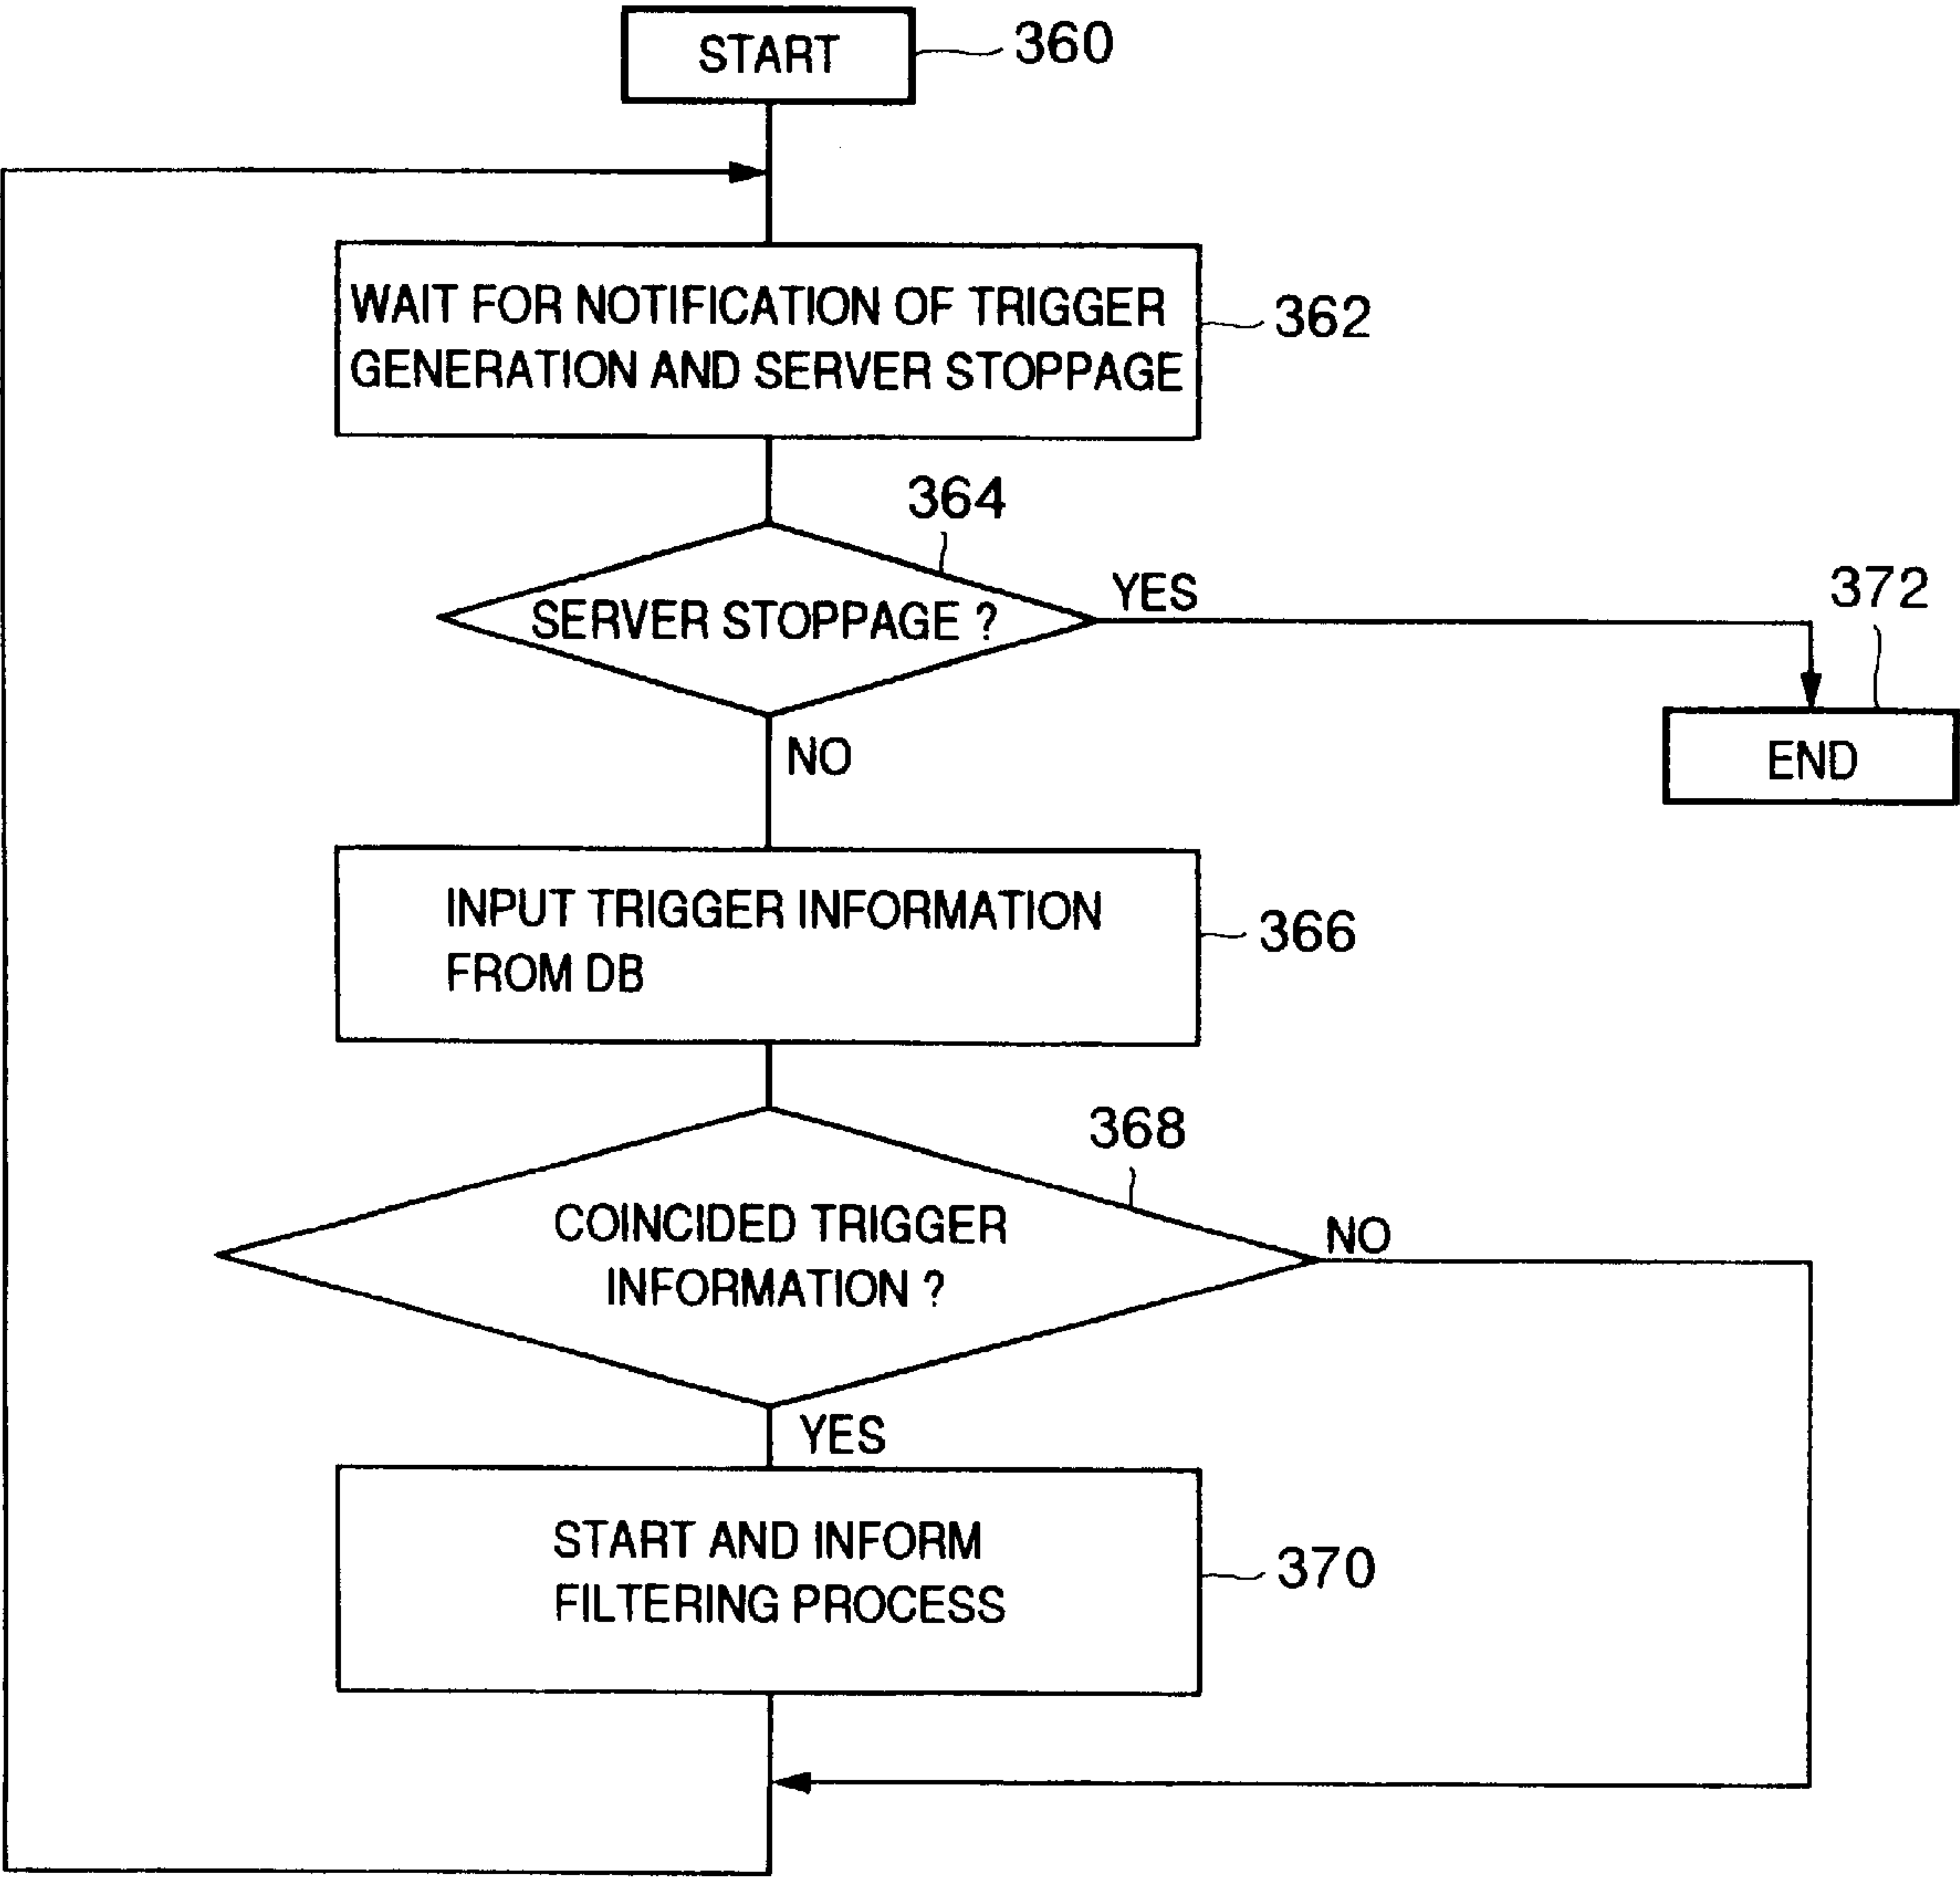 START
360
WAIT FOR NOTIFICATION OF TRIGGER
GENERATION AND SERVER STOPPAGE
362
364
SERVER STOPPAGE ?
YES
372
END
NO
INPUT TRIGGER INFORMATION
FROM DB
366
368
COINCIDED TRIGGER
INFORMATION ?
NO
YES
START AND INFORM
FILTERING PROCESS
370